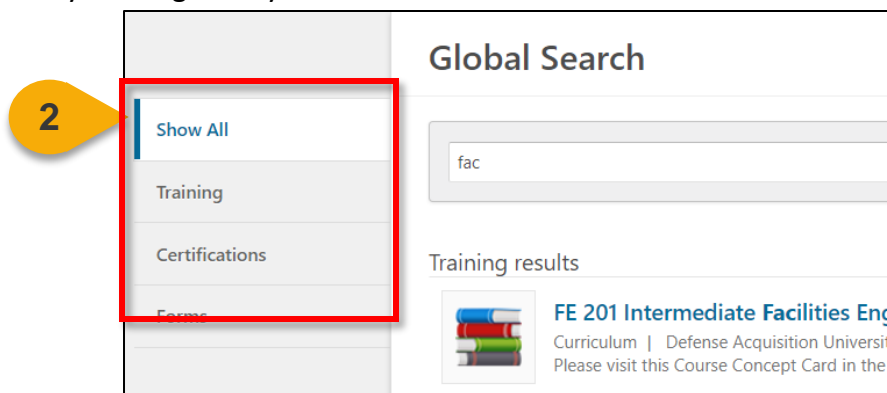 Global Search
2
Show All
fac
Training
Certifications
Training results
Forms
FE 201 Intermediate Facilities Eng
Curriculum | Defense Acquisition Universit
Please visit this Course Concept Card in the